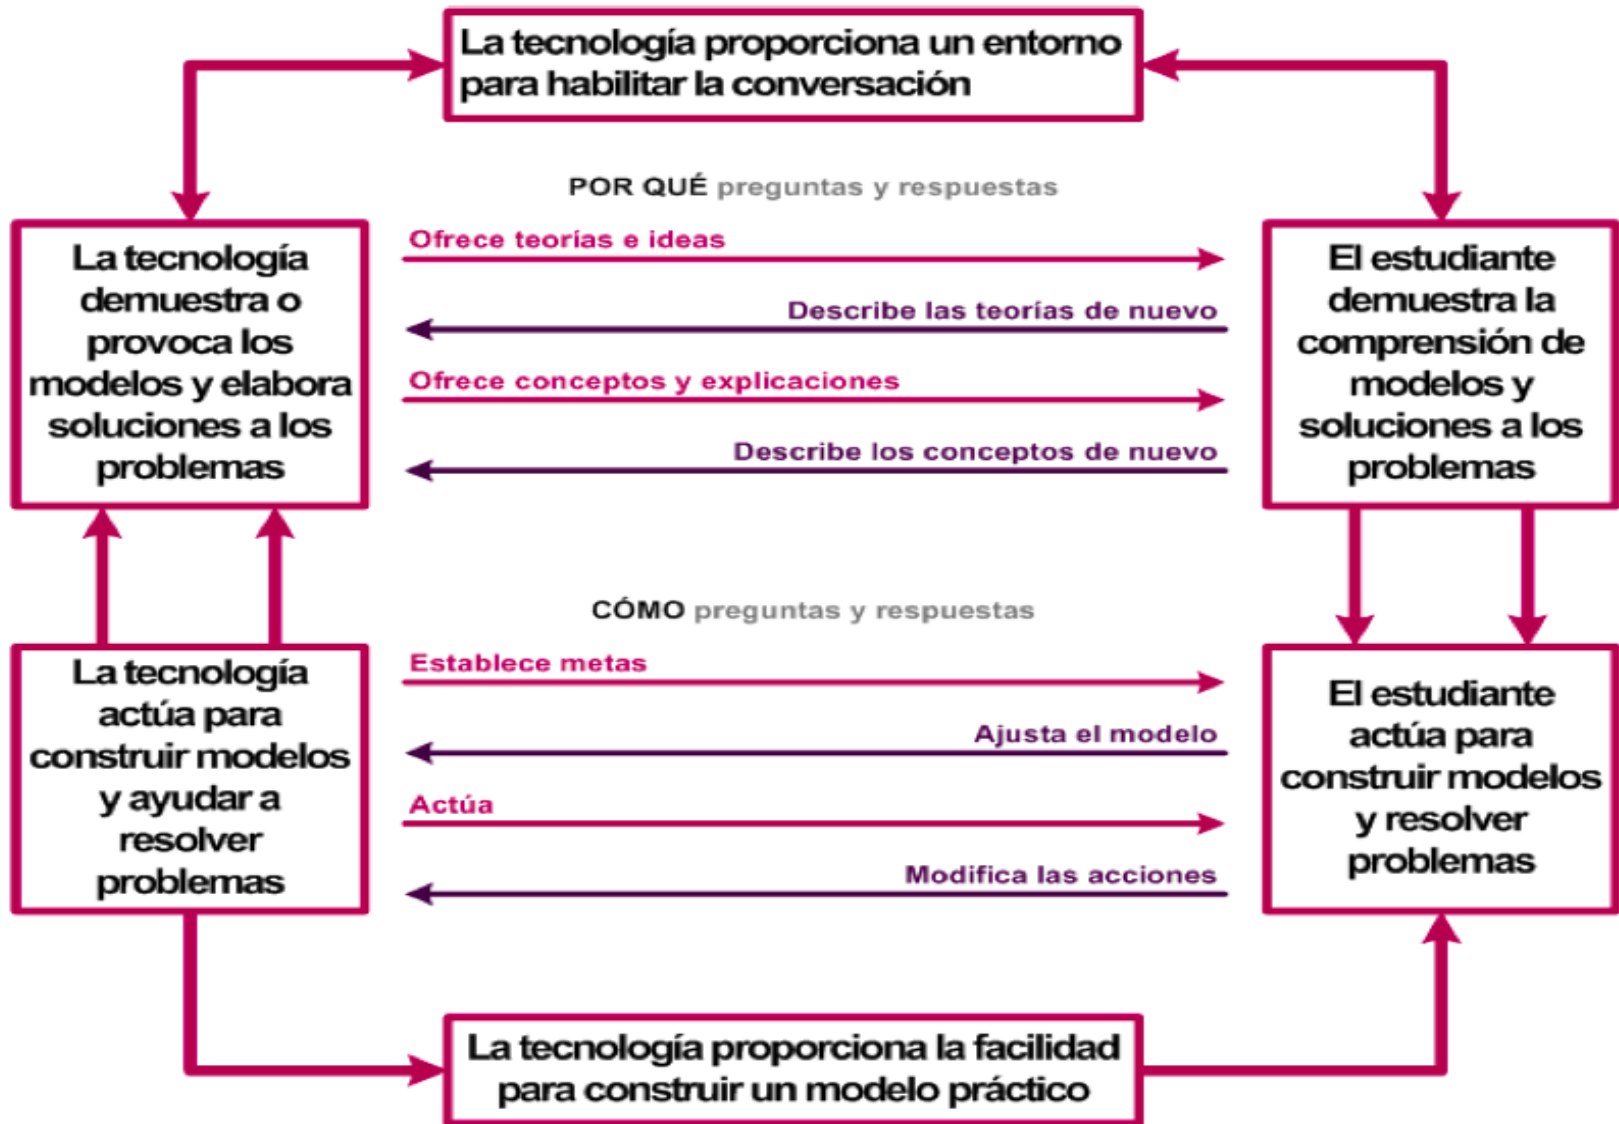 La tecnología proporciona un entorno
para habilitar la conversación
POR QUÉ preguntas y respuestas
La tecnología
demuestra o
provoca los
modelos y elabora
soluciones a los
problemas
Ofrece teorías e ideas
Describe las teorías de nuevo
Ofrece conceptos y explicaciones
Describe los conceptos de nuevo
El estudiante
demuestra la
comprensión de
modelos y
soluciones a los
problemas
CÓMO preguntas y respuestas
La tecnología
actúa para
construir modelos
y ayudar a
resolver
problemas
Establece metas
Ajusta el modelo
Actúa
Modifica las acciones
El estudiante
actúa para
construir modelos
y resolver
problemas
La tecnología proporciona la facilidad
para construir un modelo práctico